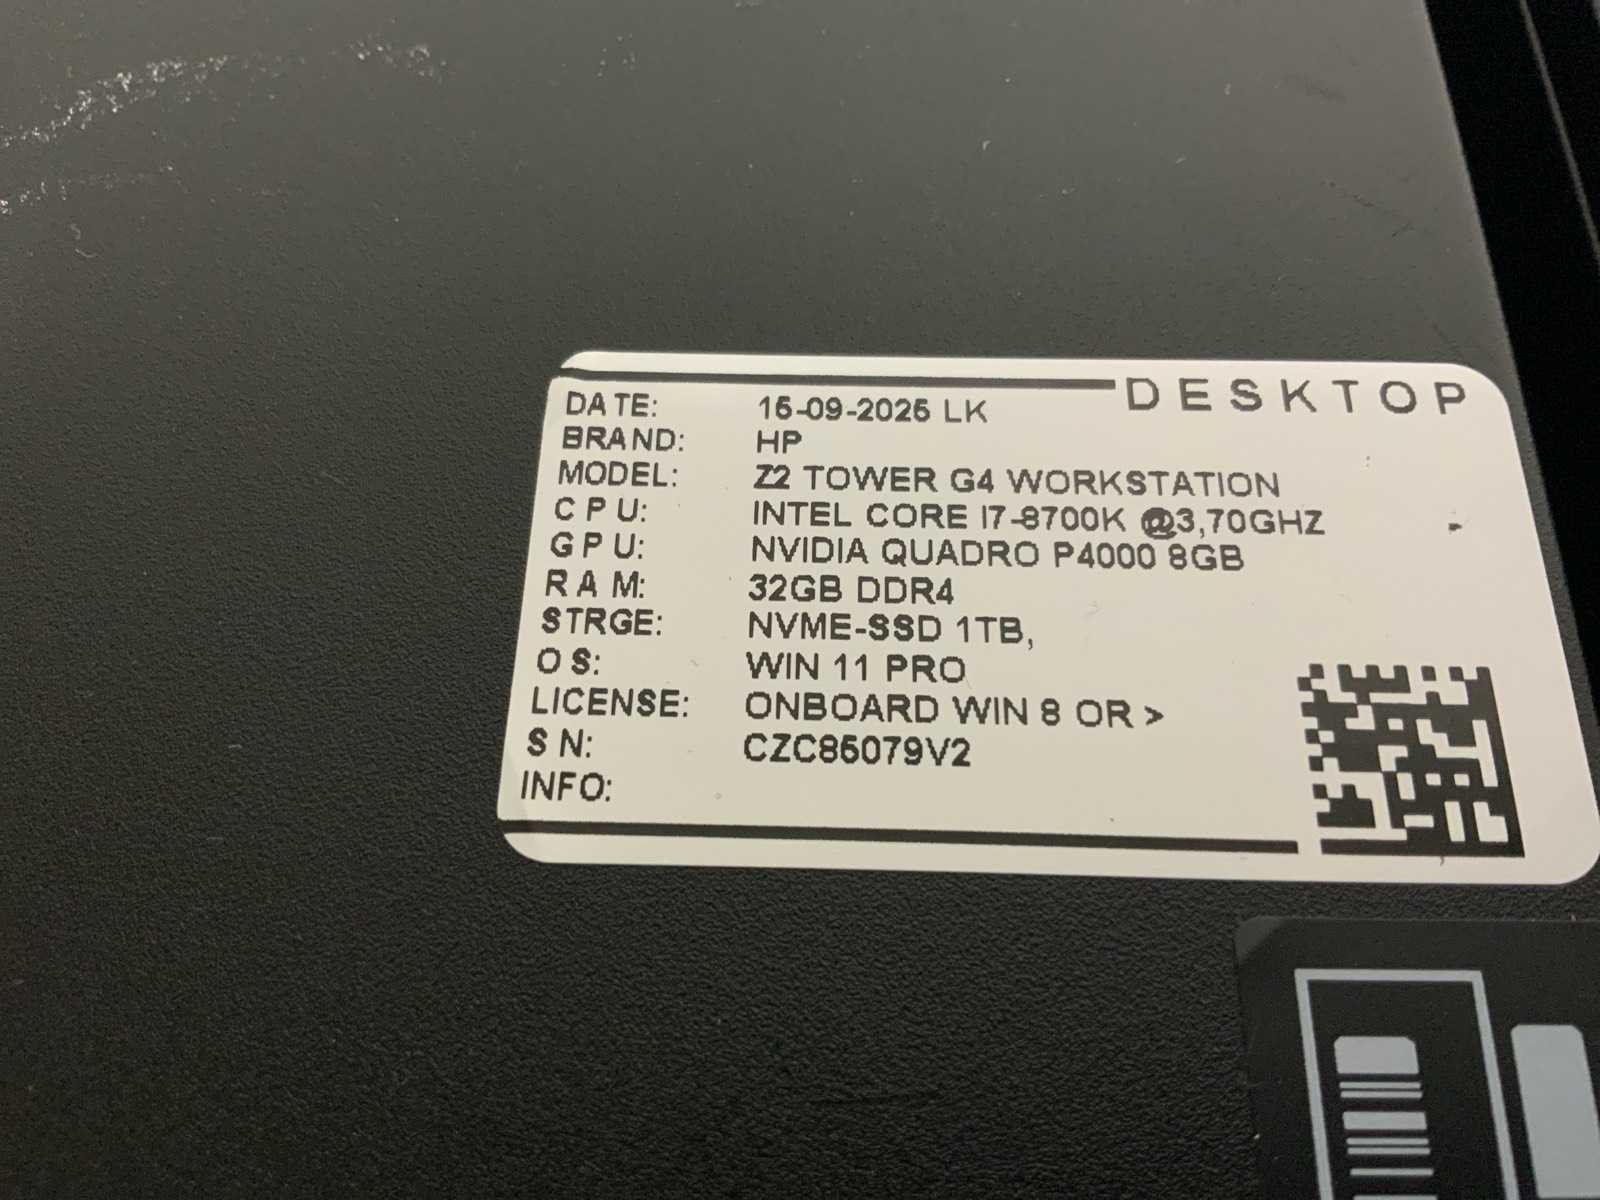 DESKTOP
DATE: 15-09-2025 LK
BRAND: HP
MODEL: Z2 TOWER G4 WORKSTATION
CPU: INTEL CORE I7-8700K @3,70GHZ
GPU: NVIDIA QUADRO P4000 8GB
RAM: 32GB DDR4
STRGE: NVME-SSD 1TB,
OS: WIN 11 PRO
LICENSE: ONBOARD WIN 8 OR >
SN: CZC85079V2
INFO: